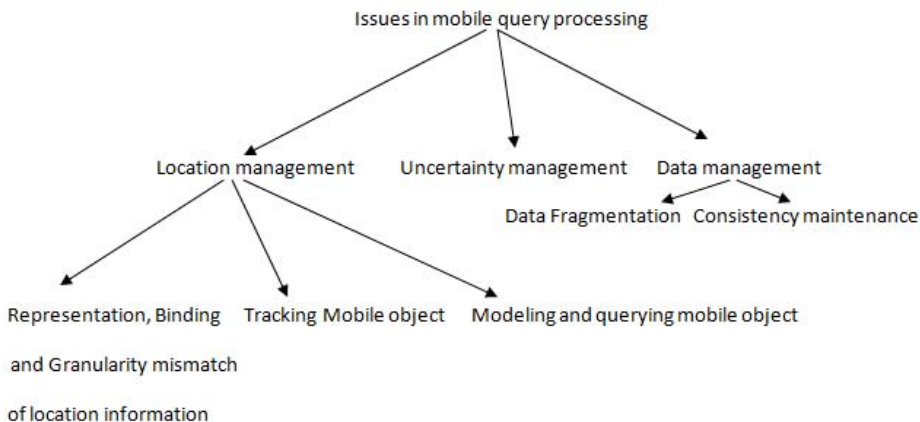 Issues in mobile query processing
Location management
Uncertainty management
Data management
Data Fragmentation
Consistency maintenance
Representation, Binding
and Granularity mismatch
of location information
Tracking Mobile object
Modeling and querying mobile object